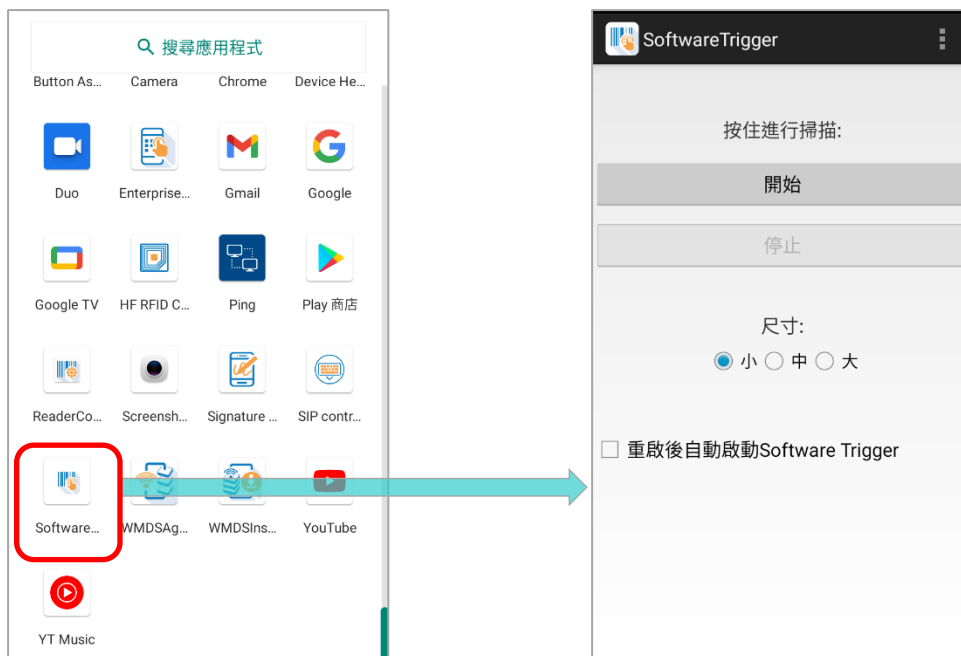 搜尋應用程式
Button As... Camera Chrome Device He...
Duo Enterprise... Gmail Google
Google TV HF RFID C... Ping Play 商店
ReaderCo... Screensh... Signature ... SIP contr...
Software... WMDSAg... WMDSIns... YouTube
YT Music
SoftwareTrigger
按住進行掃描:
開始
停止
尺寸:
小 中 大
重啟後自動啟動Software Trigger